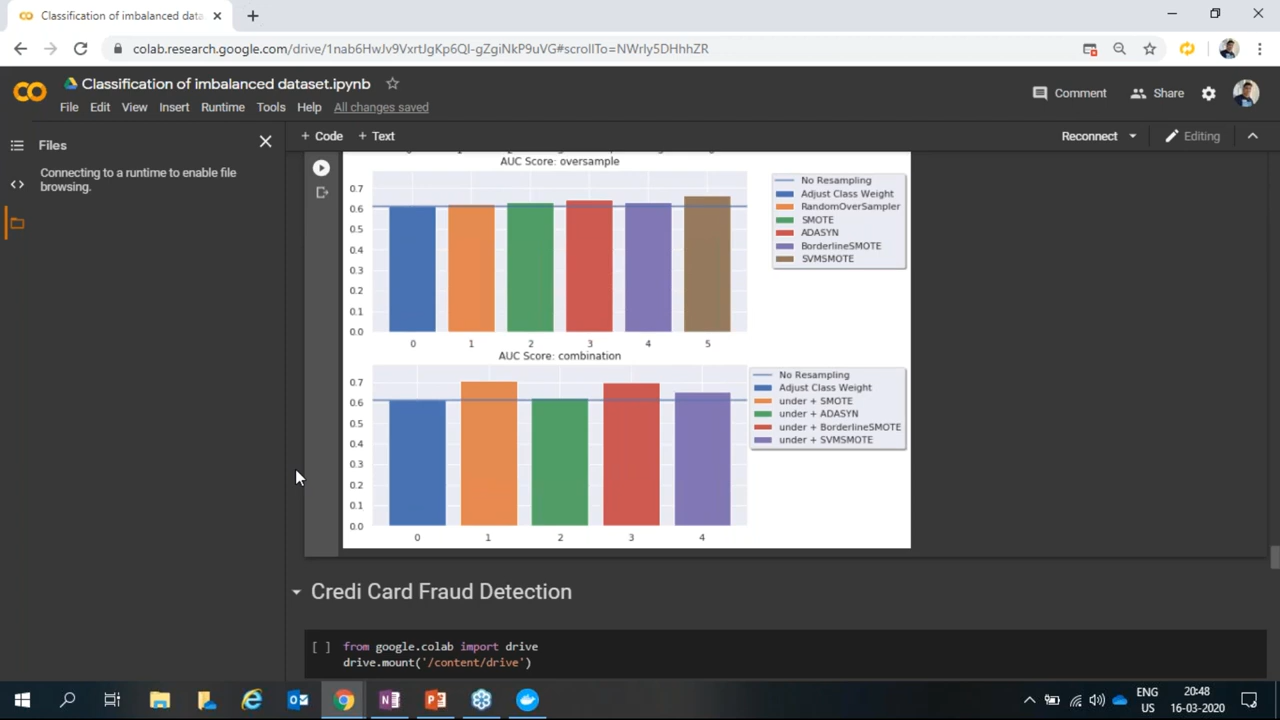 Classification of imbalanced data
colab.research.google.com/drive/1nab6HwJv9VxrtJgKp6QI-gZgiNkP9uVG#scrollTo=NWrIy5DHhhZR
Classification of imbalanced dataset.ipynb
Comment
Share
File Edit View Insert Runtime Tools Help All changes saved
+ Code + Text
Reconnect
Editing
Files
Connecting to a runtime to enable file
browsing.
AUC Score: oversample
0.7
0.6
0.5
0.4
0.3
0.2
0.1
0.0
0 1 2 3 4 5
No Resampling
Adjust Class Weight
RandomOverSampler
SMOTE
ADASYN
BorderlineSMOTE
SVMSMOTE
AUC Score: combination
0.7
0.6
0.5
0.4
0.3
0.2
0.1
0.0
0 1 2 3 4
No Resampling
Adjust Class Weight
under + SMOTE
under + ADASYN
under + BorderlineSMOTE
under + SVMSMOTE
Credi Card Fraud Detection
[ ] from google.colab import drive
drive.mount('/content/drive')
ENG
US
20:48
16-03-2020